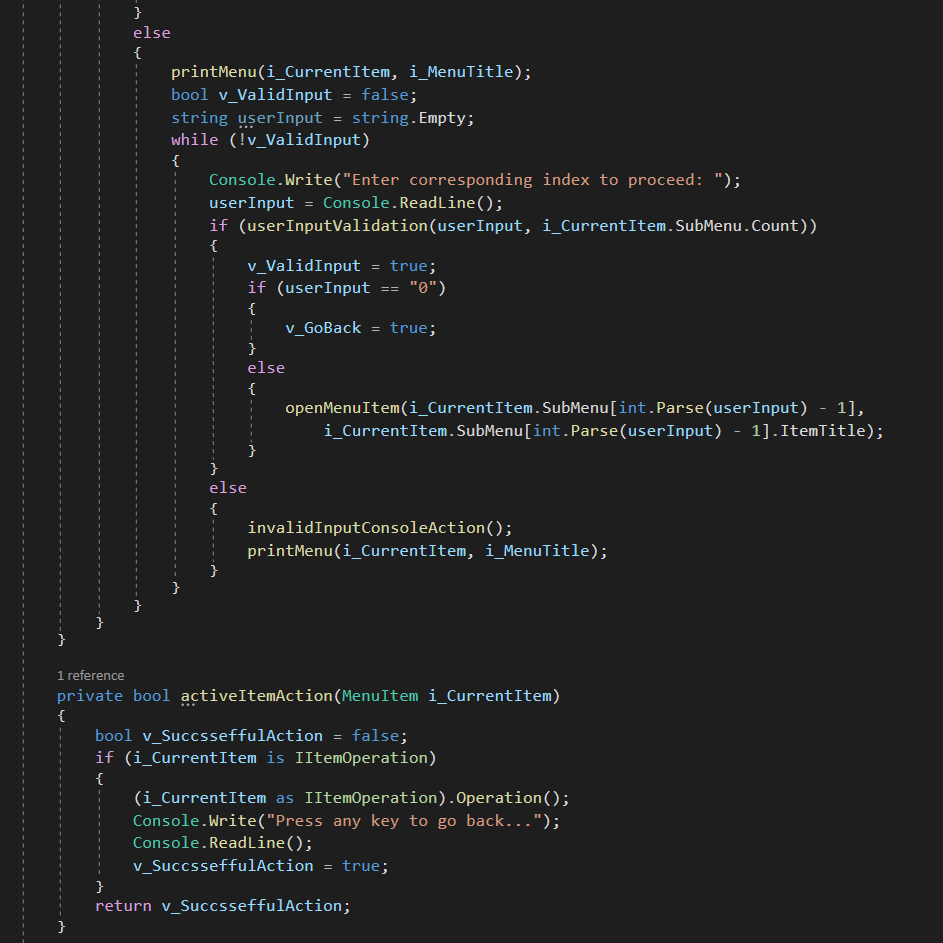 }
else
{
printMenu(i_CurrentItem, i_MenuTitle);
bool v_ValidInput = false;
string userInput = string.Empty;
while (!v_ValidInput)
{
Console.Write("Enter corresponding index to proceed: ");
userInput = Console.ReadLine();
if (userInputValidation(userInput, i_CurrentItem.SubMenu.Count))
{
v_ValidInput = true;
if (userInput == "0")
{
v_GoBack = true;
}
else
{
openMenuItem(i_CurrentItem.SubMenu[int.Parse(userInput) - 1],
i_CurrentItem.SubMenu[int.Parse(userInput) - 1].ItemTitle);
}
}
else
{
invalidInputConsoleAction();
printMenu(i_CurrentItem, i_MenuTitle);
}
}
}
}
}
1 reference
private bool activeItemAction(MenuItem i_CurrentItem)
{
bool v_SuccsseffulAction = false;
if (i_CurrentItem is IItemOperation)
{
(i_CurrentItem as IItemOperation).Operation();
Console.Write("Press any key to go back...");
Console.ReadLine();
v_SuccsseffulAction = true;
}
return v_SuccsseffulAction;
}